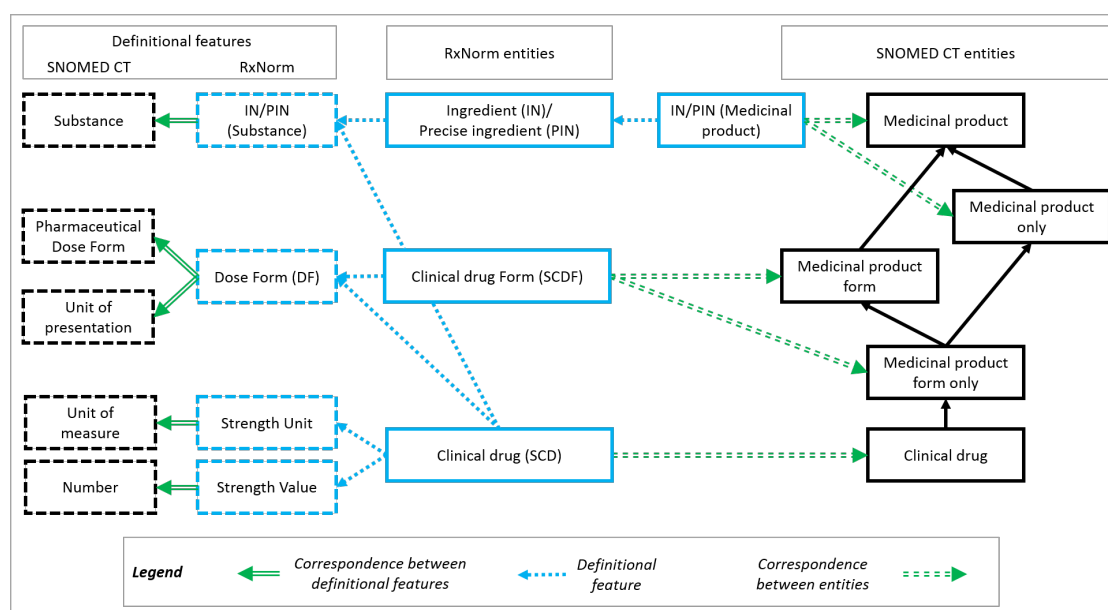 Definitional features
SNOMED CT
RxNorm
RxNorm entities
SNOMED CT entities
Substance
IN/PIN
(Substance)
Ingredient (IN)/
Precise ingredient (PIN)
IN/PIN (Medicinal
product)
Medicinal product
Medicinal product
only
Pharmaceutical
Dose Form
Dose Form (DF)
Clinical drug Form (SCDF)
Medicinal product
form
Unit of
presentation
Medicinal product
form only
Unit of
measure
Strength Unit
Clinical drug (SCD)
Clinical drug
Number
Strength Value
Legend
Correspondence between
definitional features
Definitional
feature
Correspondence
between entities